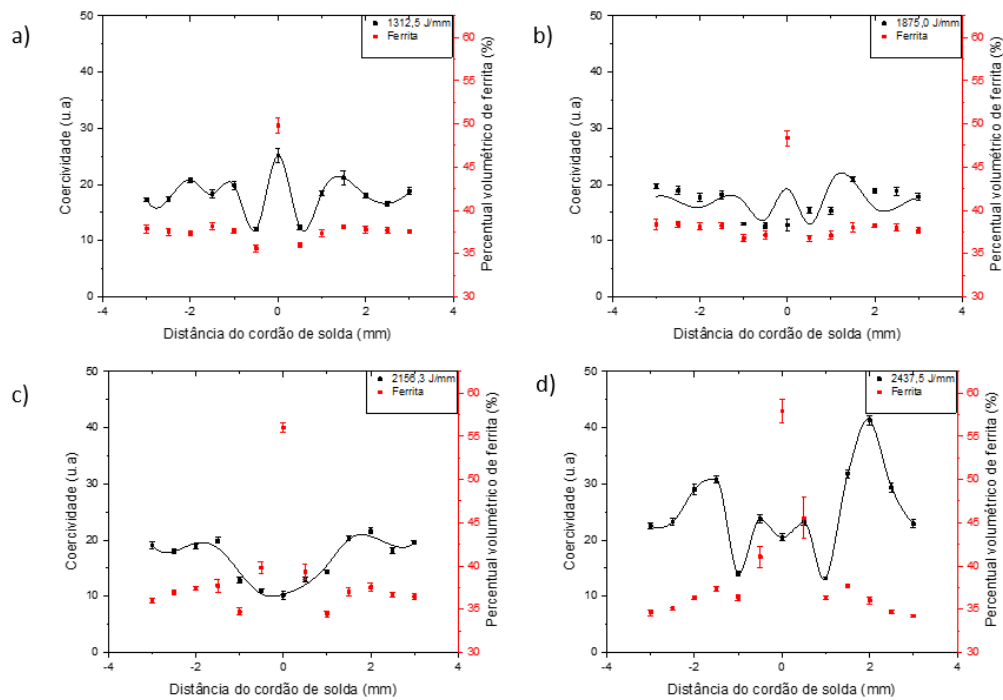 a)
1312,5 J/mm
Ferrita
Coercividade (u.a)
50
40
30
20
10
0
Percentual volumétrico de ferrita (%)
60
55
50
45
40
35
30
-4 -2 0 2 4
Distância do cordão de solda (mm)
b)
1875,0 J/mm
Ferrita
Coercividade (u.a)
50
40
30
20
10
0
Percentual volumétrico de ferrita (%)
60
55
50
45
40
35
30
-4 -2 0 2 4
Distância do cordão de solda (mm)
c)
2156,3 J/mm
Ferrita
Coercividade (u.a)
50
40
30
20
10
0
Percentual volumétrico de ferrita (%)
60
55
50
45
40
35
30
-4 -2 0 2 4
Distância do cordão de solda (mm)
d)
2437,5 J/mm
Ferrita
Coercividade (u.a)
50
40
30
20
10
0
Percentual volumétrico de ferrita (%)
60
55
50
45
40
35
30
-4 -2 0 2 4
Distância do cordão de solda (mm)